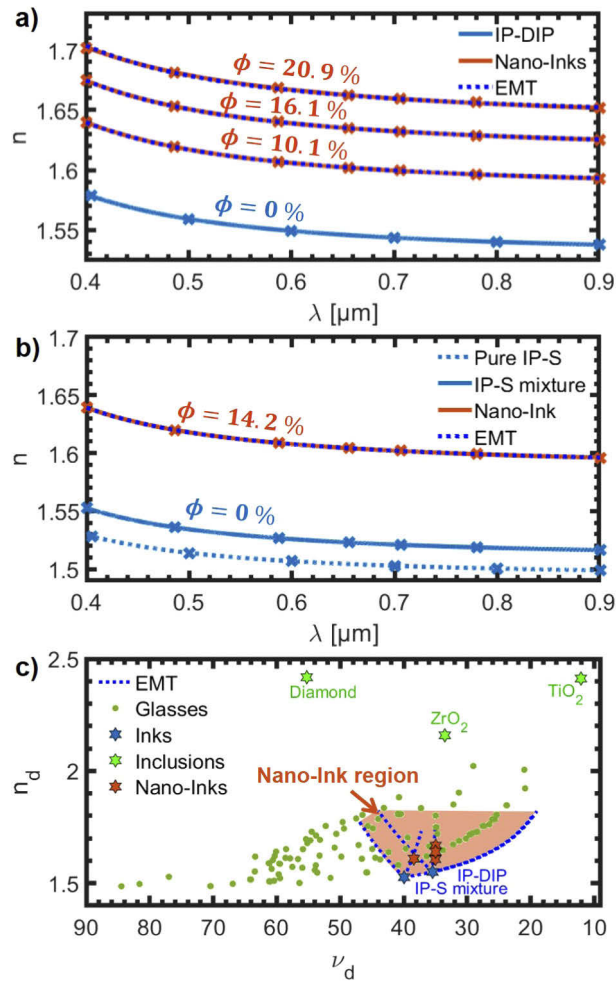 a)
1.7
1.65
1.6
1.55
n
ϕ = 20.9 %
ϕ = 16.1 %
ϕ = 10.1 %
ϕ = 0 %
IP-DIP
Nano-Inks
EMT
0.4 0.5 0.6 0.7 0.8 0.9
λ [µm]
b)
1.7
1.65
1.6
1.55
1.5
n
ϕ = 14.2 %
ϕ = 0 %
Pure IP-S
IP-S mixture
Nano-Ink
EMT
0.4 0.5 0.6 0.7 0.8 0.9
λ [µm]
c)
2.5
2
1.5
n_d
EMT
Glasses
Inks
Inclusions
Nano-Inks
Diamond
ZrO₂
TiO₂
Nano-Ink region
IP-DIP
IP-S mixture
90 80 70 60 50 40 30 20 10
ν_d